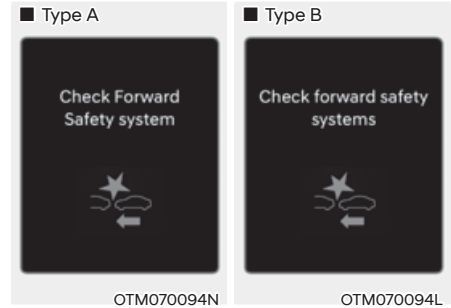 ■ Type A
Check Forward
Safety system
OTM070094N
■ Type B
Check forward safety
systems
OTM070094L